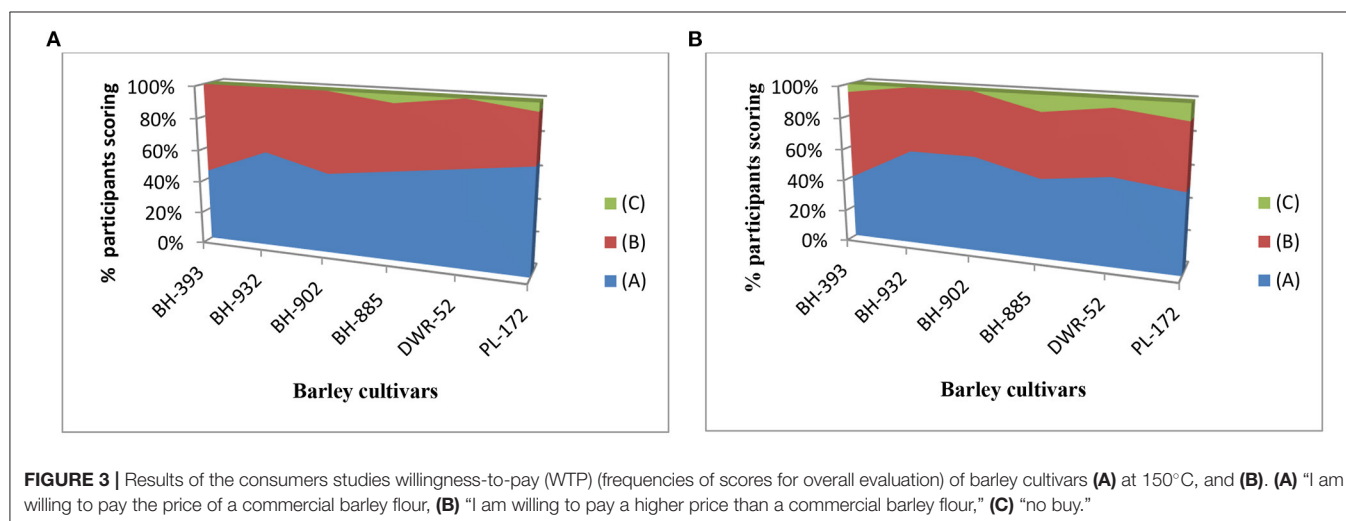 A
% participants scoring
100%
80%
60%
40%
20%
0%
BH-393
BH-932
BH-902
BH-885
DWR-52
PL-172
Barley cultivars
(C)
(B)
(A)
B
% participants scoring
100%
80%
60%
40%
20%
0%
BH-393
BH-932
BH-902
BH-885
DWR-52
PL-172
Barley cultivars
(C)
(B)
(A)
FIGURE 3 | Results of the consumers studies willingness-to-pay (WTP) (frequencies of scores for overall evaluation) of barley cultivars (A) at 150°C, and (B). (A) “I am
willing to pay the price of a commercial barley flour, (B) “I am willing to pay a higher price than a commercial barley flour,” (C) “no buy.”